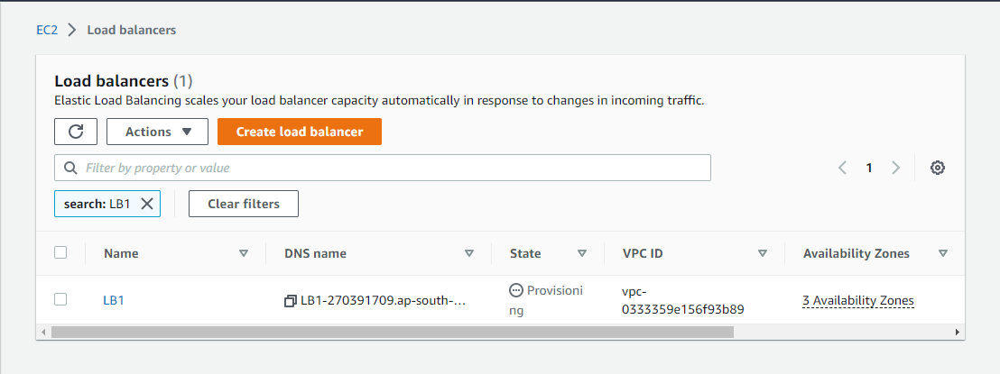 EC2 > Load balancers
Load balancers (1)
Elastic Load Balancing scales your load balancer capacity automatically in response to changes in incoming traffic.
Actions
Create load balancer
Filter by property or value
1
search: LB1
Clear filters
Name DNS name State VPC ID Availability Zones
LB1 LB1-270391709.ap-south-... Provisioni vpc- 3 Availability Zones
ng 0333359e156f93b89